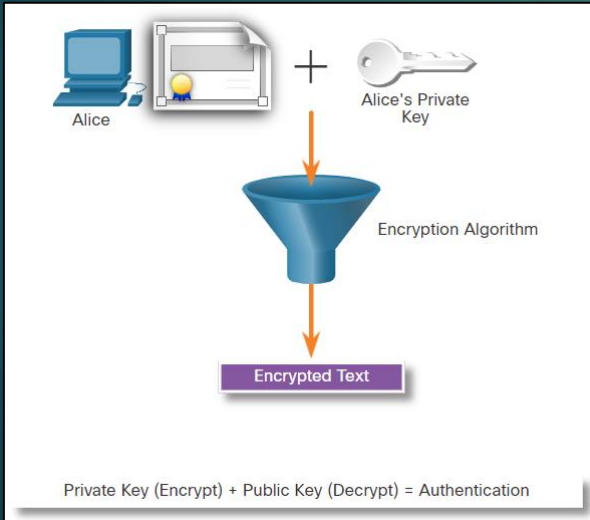 Alice
Alice's Private
Key
Encryption Algorithm
Encrypted Text
Private Key (Encrypt) + Public Key (Decrypt) = Authentication